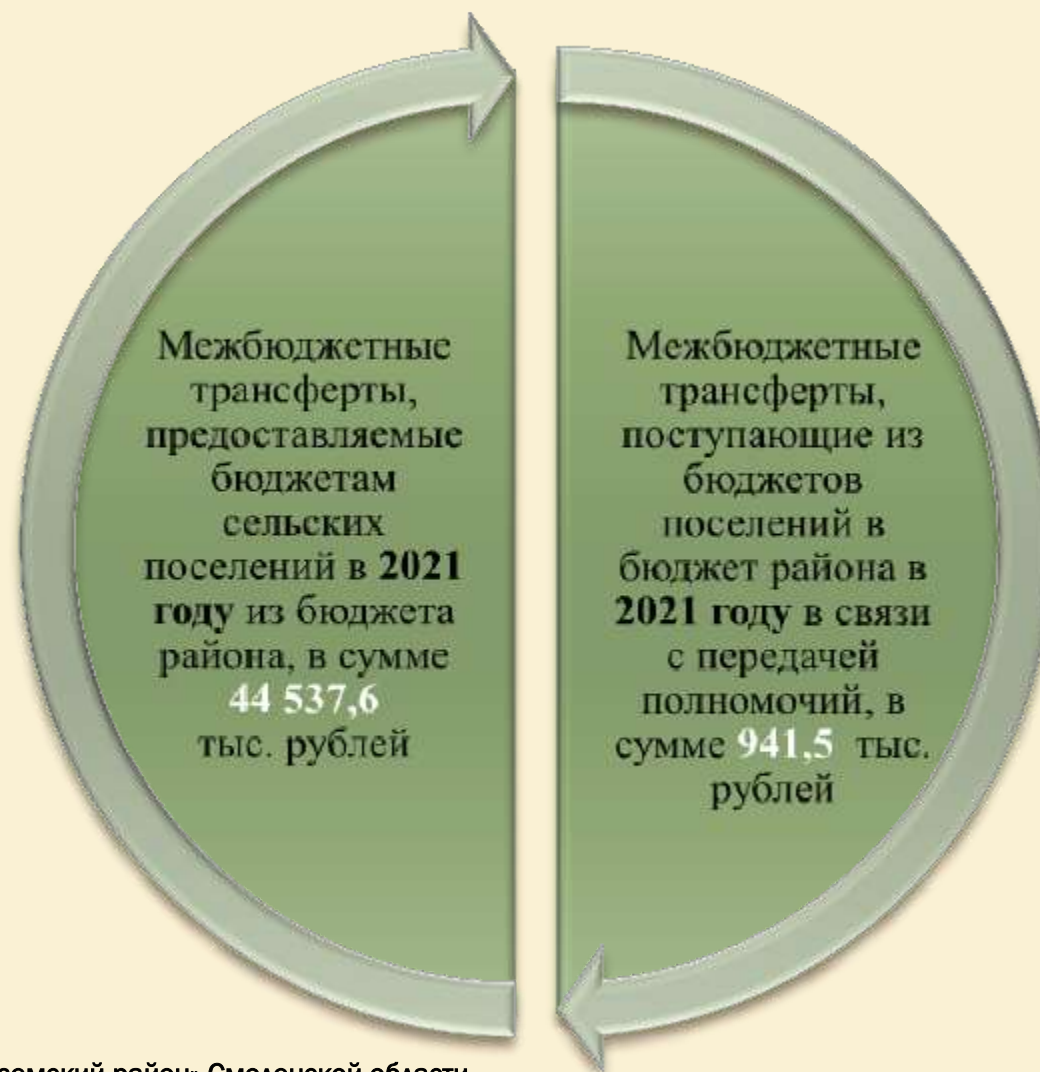 Межбюджетные
трансферты,
предоставляемые
бюджетам
сельских
поселений в 2021
году из бюджета
района, в сумме
44 537,6
тыс. рублей
Межбюджетные
трансферты,
поступающие из
бюджетов
поселений в
бюджет района в
2021 году в связи
с передачей
полномочий, в
сумме 941,5 тыс.
рублей
район» Смоленской области